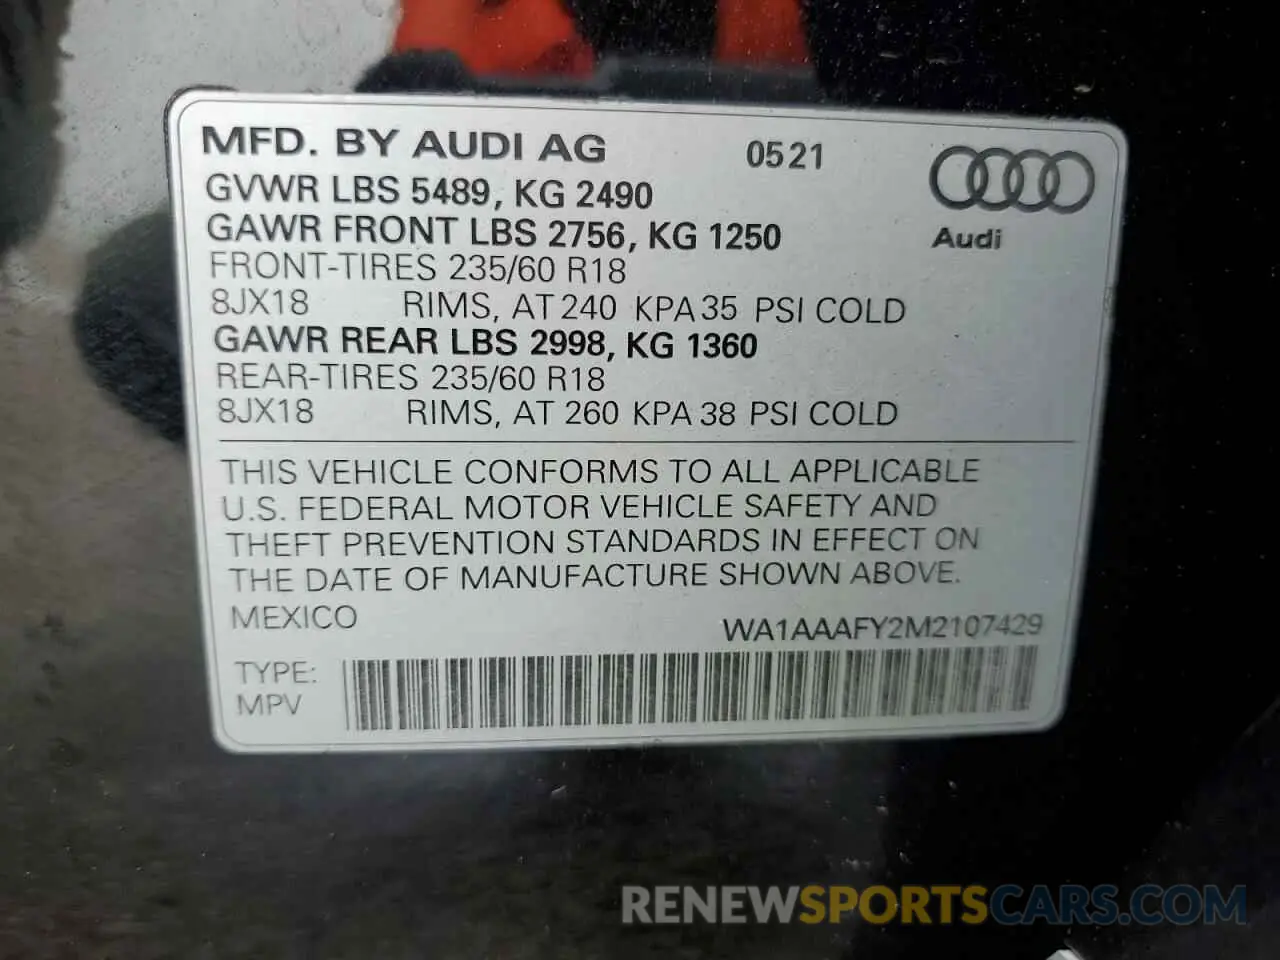 MFD. BY AUDI AG 0521
GVWR LBS 5489, KG 2490
GAWR FRONT LBS 2756, KG 1250
Audi
FRONT-TIRES 235/60 R18
8JX18 RIMS, AT 240 KPA 35 PSI COLD
GAWR REAR LBS 2998, KG 1360
REAR-TIRES 235/60 R18
8JX18 RIMS, AT 260 KPA 38 PSI COLD
THIS VEHICLE CONFORMS TO ALL APPLICABLE
U.S. FEDERAL MOTOR VEHICLE SAFETY AND
THEFT PREVENTION STANDARDS IN EFFECT ON
THE DATE OF MANUFACTURE SHOWN ABOVE.
MEXICO
WA1AAAFY2M2107429
TYPE:
MPV
RENEWSPORTSCARS.COM